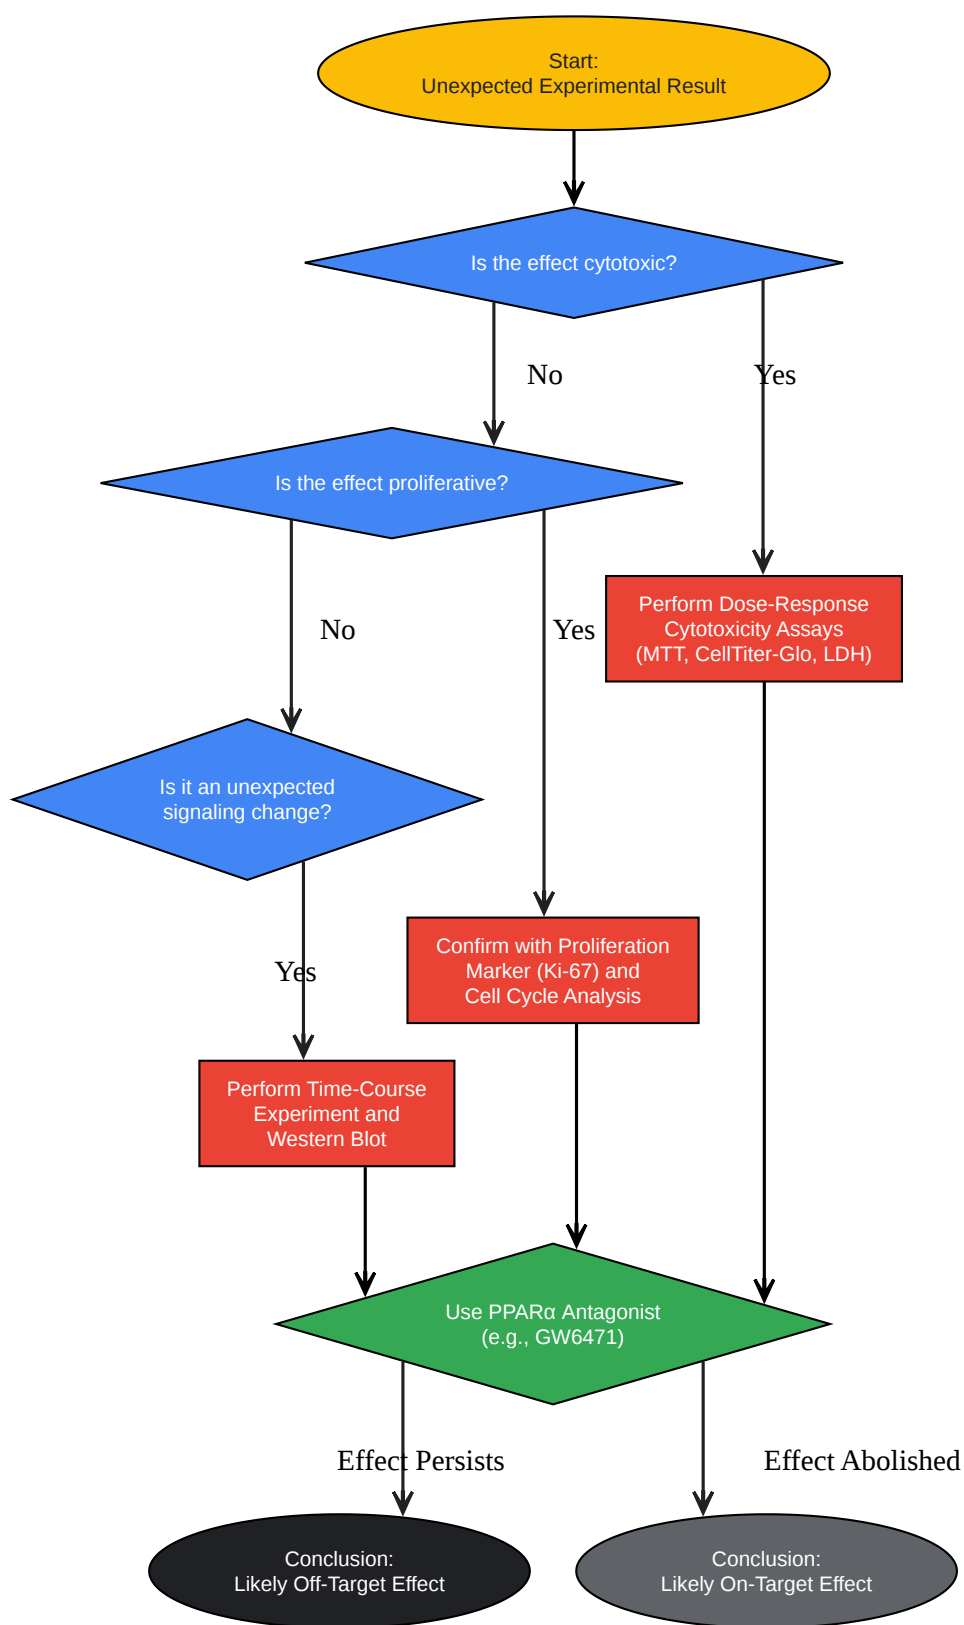 Start:
Unexpected Experimental Result
Is the effect cytotoxic?
No
Yes
Is the effect proliferative?
Perform Dose-Response
Cytotoxicity Assays
(MTT, CellTiter-Glo, LDH)
No
Yes
Is it an unexpected
signaling change?
Confirm with Proliferation
Marker (Ki-67) and
Cell Cycle Analysis
Yes
Perform Time-Course
Experiment and
Western Blot
Use PPARα Antagonist
(e.g., GW6471)
Effect Persists
Effect Abolished
Conclusion:
Likely Off-Target Effect
Conclusion:
Likely On-Target Effect